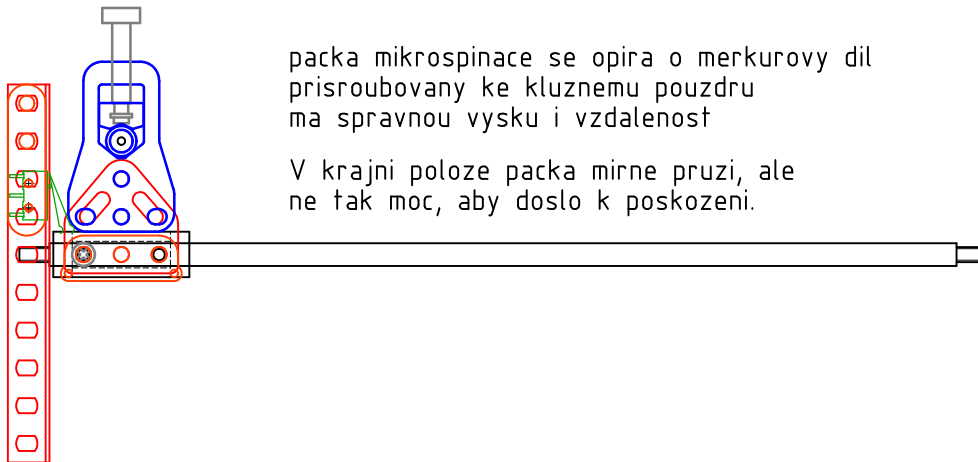 packa mikrospinace se opira o merkurovy dil
prisroubovany ke kluznemu pouzdru
ma spravnou vysku i vzdalenost
V krajni poloze packa mirne pruzi, ale
ne tak moc, aby doslo k poskozeni.